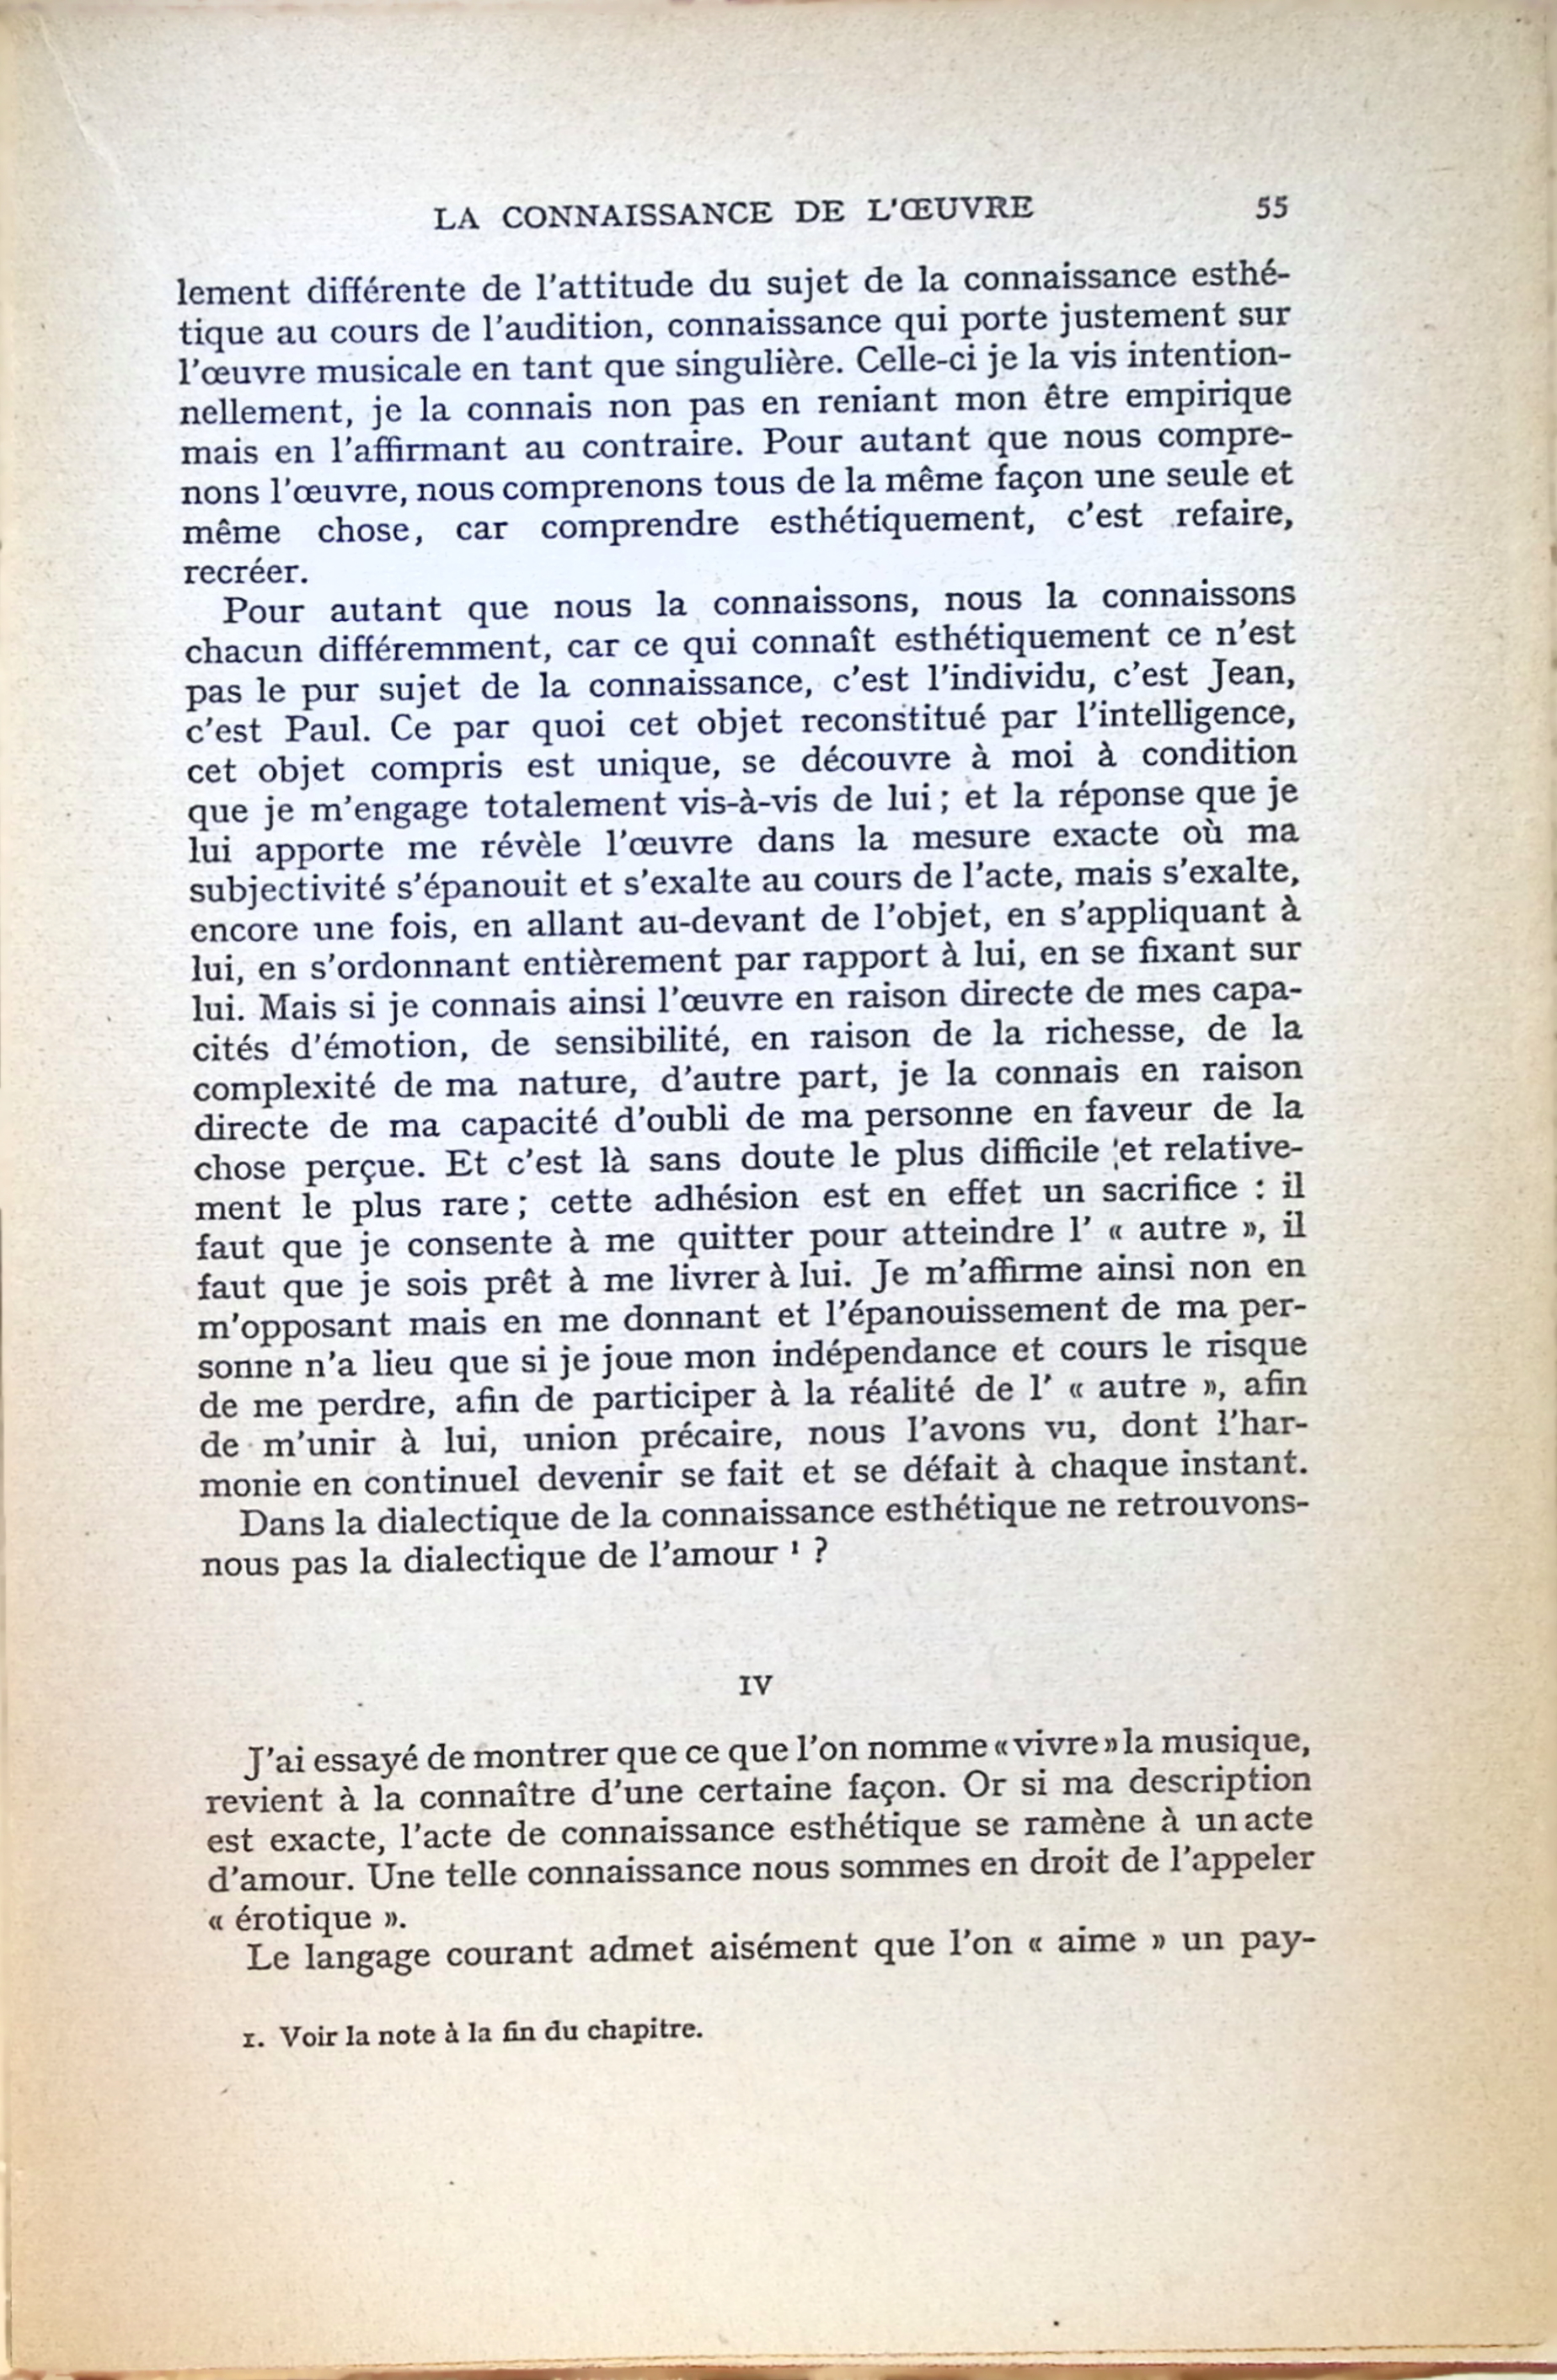 LA CONNAISSANCE DE L'ŒUVRE 55
lement différente de l'attitude du sujet de la connaissance esthé-
tique au cours de l'audition, connaissance qui porte justement sur
l'œuvre musicale en tant que singulière. Celle-ci je la vis intention-
nellement, je la connais non pas en reniant mon être empirique
mais en l'affirmant au contraire. Pour autant que nous compre-
nons l'œuvre, nous comprenons tous de la même façon une seule et
même chose, car comprendre esthétiquement, c'est refaire,
recréer.
Pour autant que nous la connaissons, nous la connaissons
chacun différemment, car ce qui connaît esthétiquement ce n'est
pas le pur sujet de la connaissance, c'est l'individu, c'est Jean,
c'est Paul. Ce par quoi cet objet reconstitué par l'intelligence,
cet objet compris est unique, se découvre à moi à condition
que je m'engage totalement vis-à-vis de lui ; et la réponse que je
lui apporte me révèle l'œuvre dans la mesure exacte où ma
subjectivité s'épanouit et s'exalte au cours de l'acte, mais s'exalte,
encore une fois, en allant au-devant de l'objet, en s'appliquant à
lui, en s'ordonnant entièrement par rapport à lui, en se fixant sur
lui. Mais si je connais ainsi l'œuvre en raison directe de mes capa-
cités d'émotion, de sensibilité, en raison de la richesse, de la
complexité de ma nature, d'autre part, je la connais en raison
directe de ma capacité d'oubli de ma personne en faveur de la
chose perçue. Et c'est là sans doute le plus difficile et relative-
ment le plus rare ; cette adhésion est en effet un sacrifice : il
faut que je consente à me quitter pour atteindre l' « autre », il
faut que je sois prêt à me livrer à lui. Je m'affirme ainsi non en
m'opposant mais en me donnant et l'épanouissement de ma per-
sonne n'a lieu que si je joue mon indépendance et cours le risque
de me perdre, afin de participer à la réalité de l' « autre », afin
de m'unir à lui, union précaire, nous l'avons vu, dont l'har-
monie en continuel devenir se fait et se défait à chaque instant.
Dans la dialectique de la connaissance esthétique ne retrouvons-
nous pas la dialectique de l'amour ¹ ?
IV
J'ai essayé de montrer que ce que l'on nomme « vivre » la musique,
revient à la connaître d'une certaine façon. Or si ma description
est exacte, l'acte de connaissance esthétique se ramène à un acte
d'amour. Une telle connaissance nous sommes en droit de l'appeler
« érotique ».
Le langage courant admet aisément que l'on « aime » un pay-
1. Voir la note à la fin du chapitre.